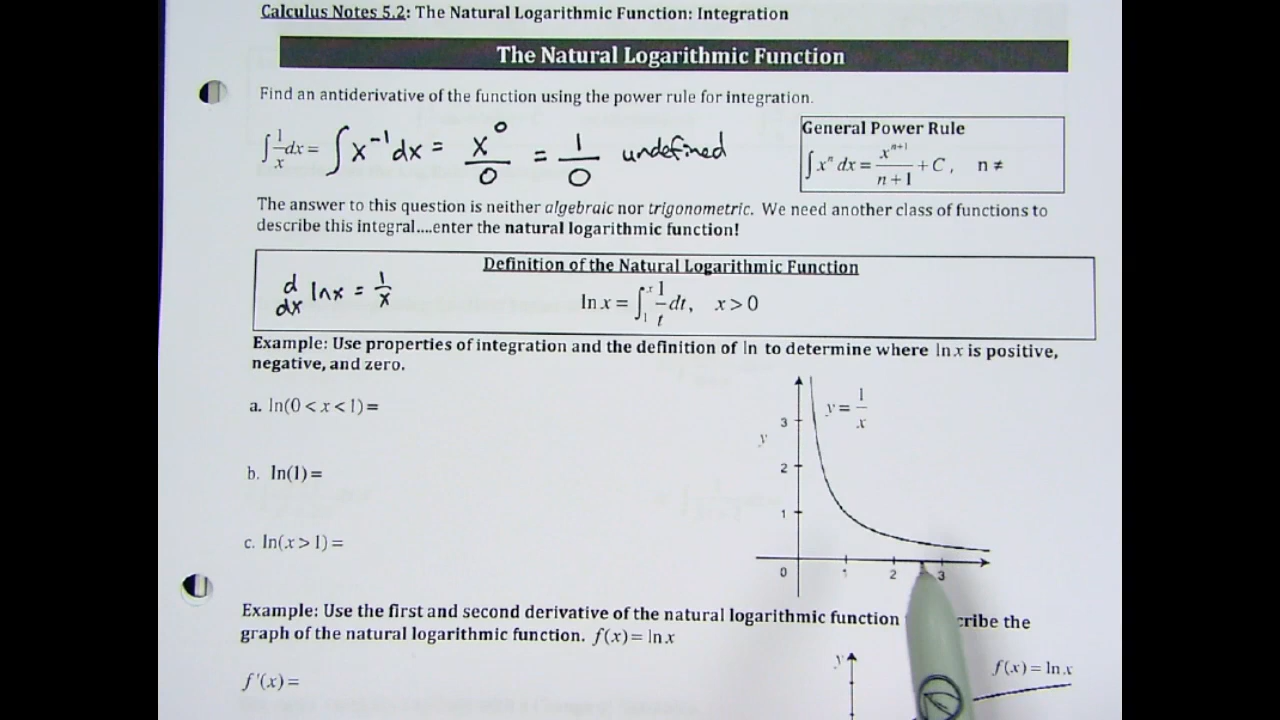 Calculus Notes 5.2: The Natural Logarithmic Function: Integration
The Natural Logarithmic Function
Find an antiderivative of the function using the power rule for integration.
∫ 1/x dx = ∫ x⁻¹ dx = x⁰/0 = 1/0 undefined
General Power Rule
∫ xⁿ dx = xⁿ⁺¹/(n+1) + C, n ≠
The answer to this question is neither algebraic nor trigonometric. We need another class of functions to
describe this integral....enter the natural logarithmic function!
Definition of the Natural Logarithmic Function
d/dx ln x = 1/x
ln x = ∫₁ˣ 1/t dt, x > 0
Example: Use properties of integration and the definition of ln to determine where ln x is positive,
negative, and zero.
a. ln(0 < x < 1) =
b. ln(1) =
c. ln(x > 1) =
y = 1/x
y
3
2
1
0 1 2 3
Example: Use the first and second derivative of the natural logarithmic function cribe the
graph of the natural logarithmic function. f(x) = ln x
f'(x) =
y
f(x) = ln x